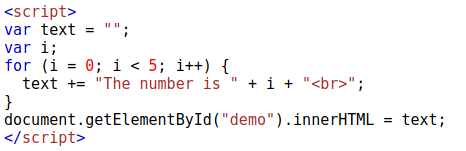 <script>
var text = "";
var i;
for (i = 0; i < 5; i++) {
  text += "The number is " + i + "<br>";
}
document.getElementById("demo").innerHTML = text;
</script>